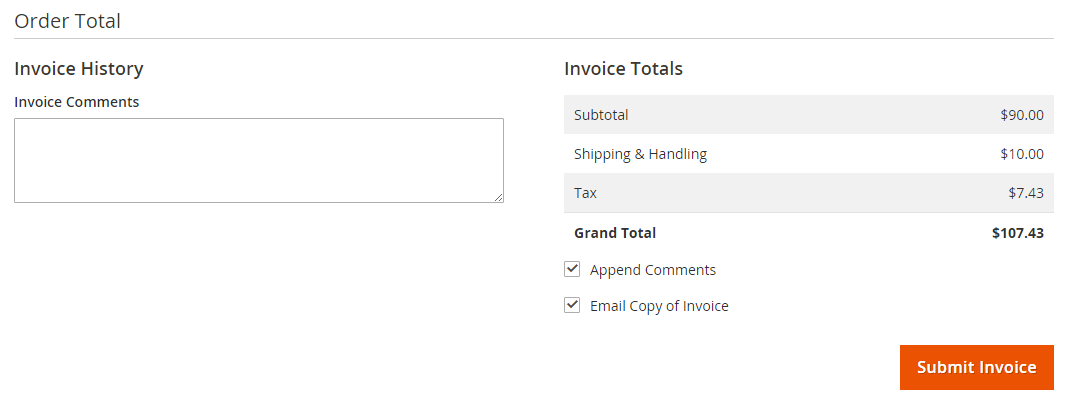 Order Total
Invoice History
Invoice Comments
Invoice Totals
Subtotal $90.00
Shipping & Handling $10.00
Tax $7.43
Grand Total $107.43
Append Comments
Email Copy of Invoice
Submit Invoice